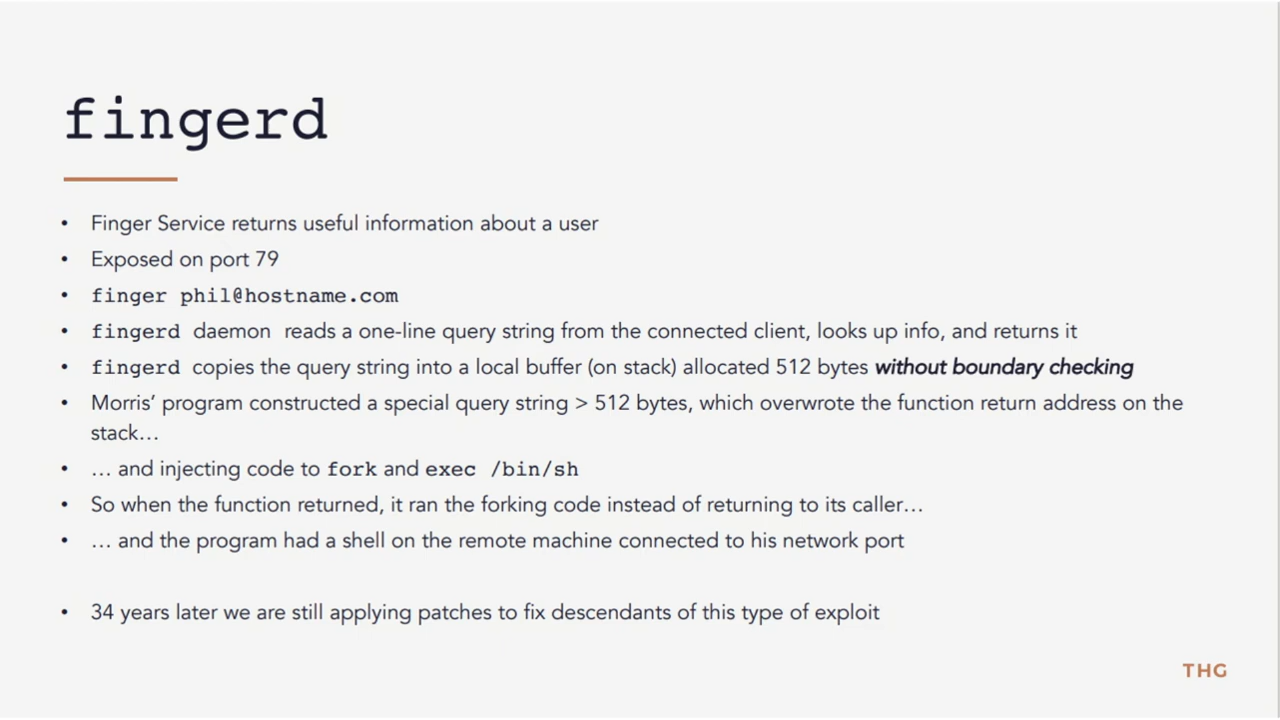 fingerd
• Finger Service returns useful information about a user
• Exposed on port 79
• finger phil@hostname.com
• fingerd daemon reads a one-line query string from the connected client, looks up info, and returns it
• fingerd copies the query string into a local buffer (on stack) allocated 512 bytes without boundary checking
• Morris’ program constructed a special query string > 512 bytes, which overwrote the function return address on the
stack…
• … and injecting code to fork and exec /bin/sh
• So when the function returned, it ran the forking code instead of returning to its caller…
• … and the program had a shell on the remote machine connected to his network port
• 34 years later we are still applying patches to fix descendants of this type of exploit
THG